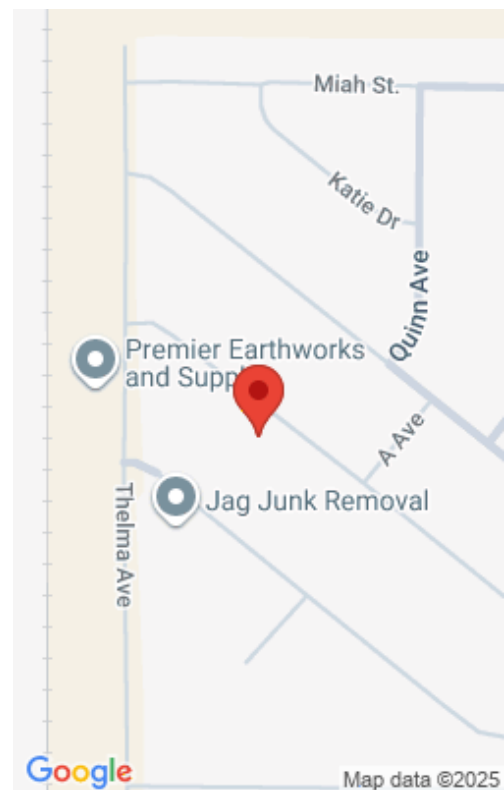 Miah St.
Katie Dr
Quinn Ave
Premier Earthworks
and Suppl
A Ave
Jag Junk Removal
Thelma Ave
Google
Map data ©2025